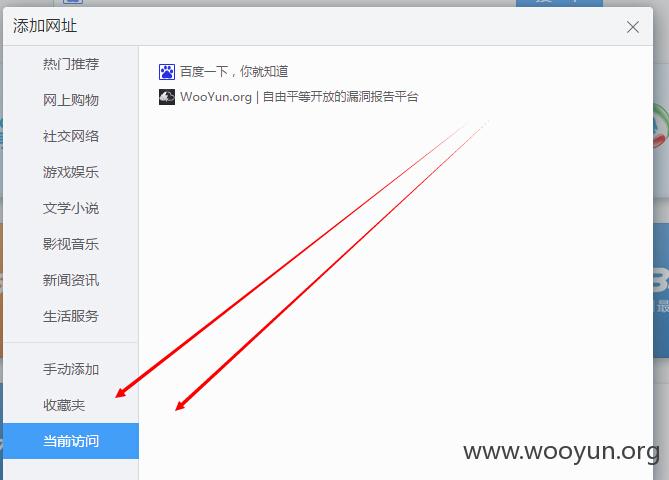 添加网址
热门推荐
网上购物
社交网络
游戏娱乐
文学小说
影视音乐
新闻资讯
生活服务
手动添加
收藏夹
当前访问
百度一下，你就知道
WooYun.org | 自由平等开放的漏洞报告平台
www.wooyun.org